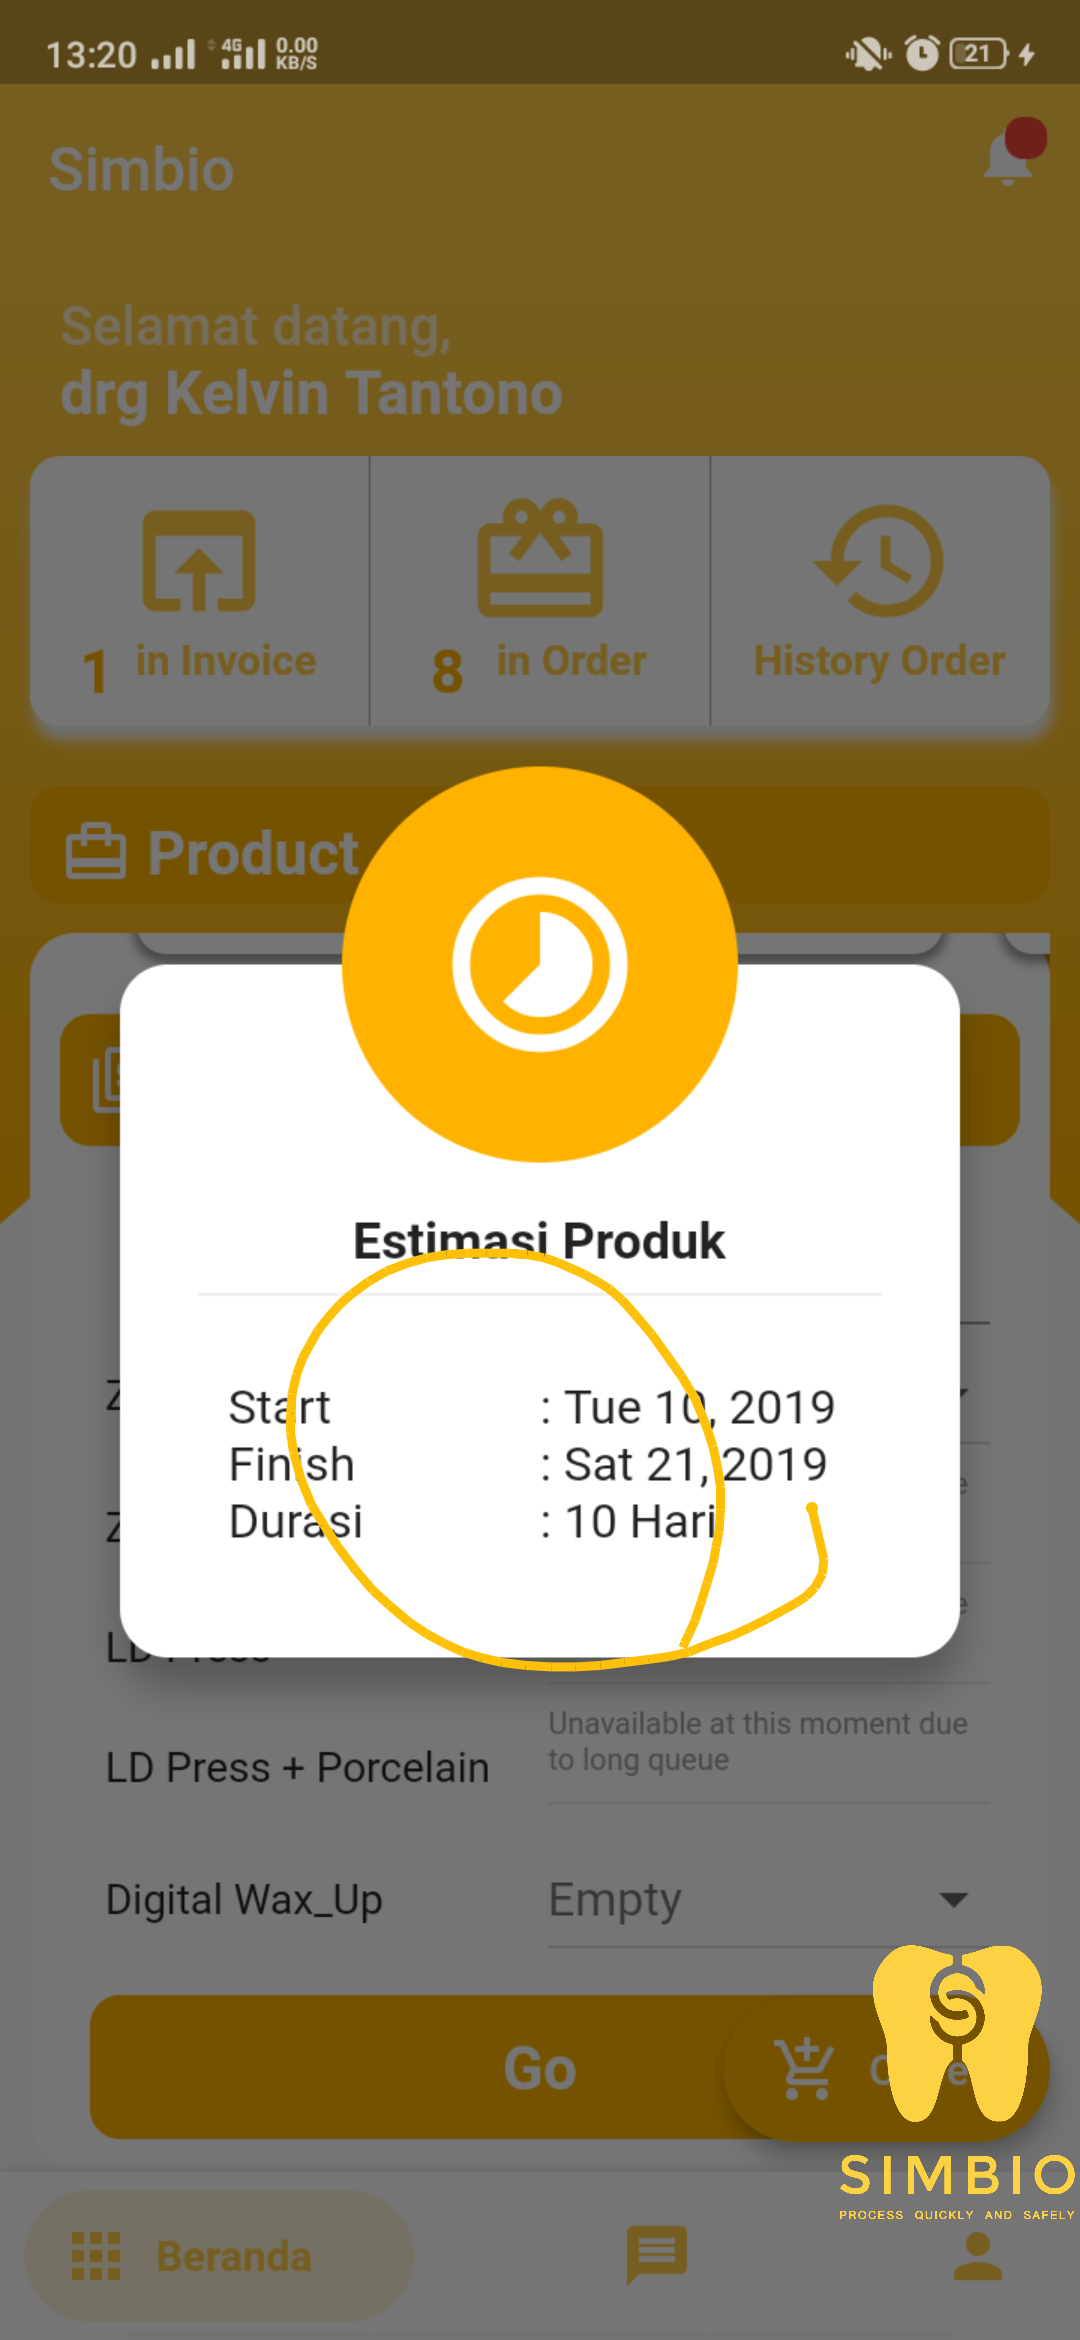 13:20 4G 0.00 KB/S 21
Simbio
Selamat datang,
drg Kelvin Tantono
1 in Invoice
8 in Order
History Order
Product
Estimasi Produk
Start : Tue 10, 2019
Finish : Sat 21, 2019
Durasi : 10 Hari
Unavailable at this moment due
to long queue
LD Press + Porcelain
Digital Wax_Up
Empty
Go
SIMBIO
PROCESS QUICKLY AND SAFELY
Beranda